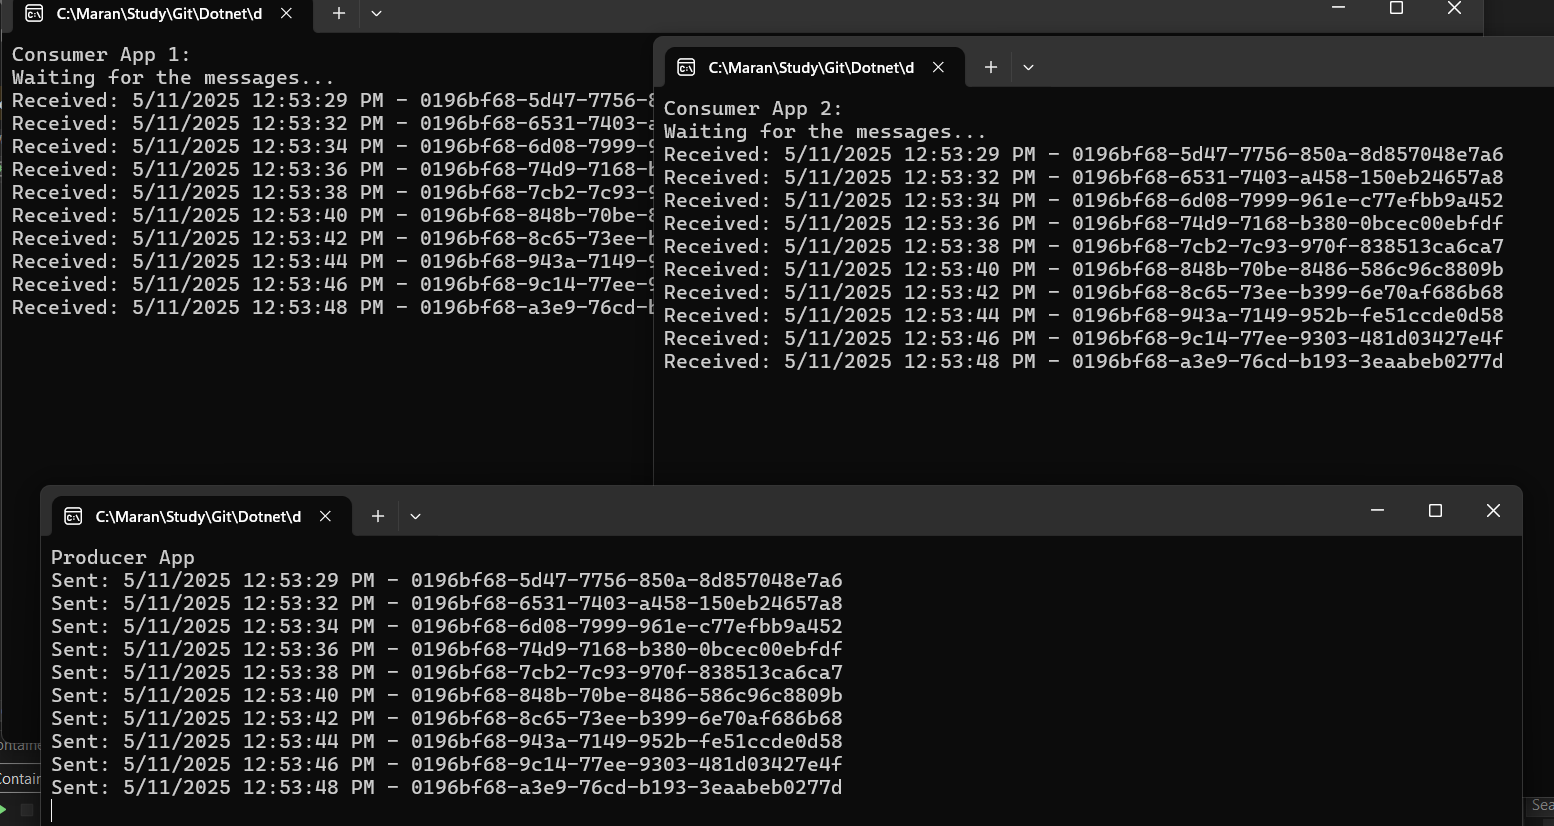 C:\Maran\Study\Git\Dotnet\d
Consumer App 1:
Waiting for the messages...
Received: 5/11/2025 12:53:29 PM - 0196bf68-5d47-7756-8
Received: 5/11/2025 12:53:32 PM - 0196bf68-6531-7403-a
Received: 5/11/2025 12:53:34 PM - 0196bf68-6d08-7999-9
Received: 5/11/2025 12:53:36 PM - 0196bf68-74d9-7168-b
Received: 5/11/2025 12:53:38 PM - 0196bf68-7cb2-7c93-9
Received: 5/11/2025 12:53:40 PM - 0196bf68-848b-70be-8
Received: 5/11/2025 12:53:42 PM - 0196bf68-8c65-73ee-b
Received: 5/11/2025 12:53:44 PM - 0196bf68-943a-7149-9
Received: 5/11/2025 12:53:46 PM - 0196bf68-9c14-77ee-9
Received: 5/11/2025 12:53:48 PM - 0196bf68-a3e9-76cd-b
C:\Maran\Study\Git\Dotnet\d
Consumer App 2:
Waiting for the messages...
Received: 5/11/2025 12:53:29 PM - 0196bf68-5d47-7756-850a-8d857048e7a6
Received: 5/11/2025 12:53:32 PM - 0196bf68-6531-7403-a458-150eb24657a8
Received: 5/11/2025 12:53:34 PM - 0196bf68-6d08-7999-961e-c77efbb9a452
Received: 5/11/2025 12:53:36 PM - 0196bf68-74d9-7168-b380-0bcec00ebfdf
Received: 5/11/2025 12:53:38 PM - 0196bf68-7cb2-7c93-970f-838513ca6ca7
Received: 5/11/2025 12:53:40 PM - 0196bf68-848b-70be-8486-586c96c8809b
Received: 5/11/2025 12:53:42 PM - 0196bf68-8c65-73ee-b399-6e70af686b68
Received: 5/11/2025 12:53:44 PM - 0196bf68-943a-7149-952b-fe51ccde0d58
Received: 5/11/2025 12:53:46 PM - 0196bf68-9c14-77ee-9303-481d03427e4f
Received: 5/11/2025 12:53:48 PM - 0196bf68-a3e9-76cd-b193-3eaabeb0277d
C:\Maran\Study\Git\Dotnet\d
Producer App
Sent: 5/11/2025 12:53:29 PM - 0196bf68-5d47-7756-850a-8d857048e7a6
Sent: 5/11/2025 12:53:32 PM - 0196bf68-6531-7403-a458-150eb24657a8
Sent: 5/11/2025 12:53:34 PM - 0196bf68-6d08-7999-961e-c77efbb9a452
Sent: 5/11/2025 12:53:36 PM - 0196bf68-74d9-7168-b380-0bcec00ebfdf
Sent: 5/11/2025 12:53:38 PM - 0196bf68-7cb2-7c93-970f-838513ca6ca7
Sent: 5/11/2025 12:53:40 PM - 0196bf68-848b-70be-8486-586c96c8809b
Sent: 5/11/2025 12:53:42 PM - 0196bf68-8c65-73ee-b399-6e70af686b68
Sent: 5/11/2025 12:53:44 PM - 0196bf68-943a-7149-952b-fe51ccde0d58
Sent: 5/11/2025 12:53:46 PM - 0196bf68-9c14-77ee-9303-481d03427e4f
Sent: 5/11/2025 12:53:48 PM - 0196bf68-a3e9-76cd-b193-3eaabeb0277d